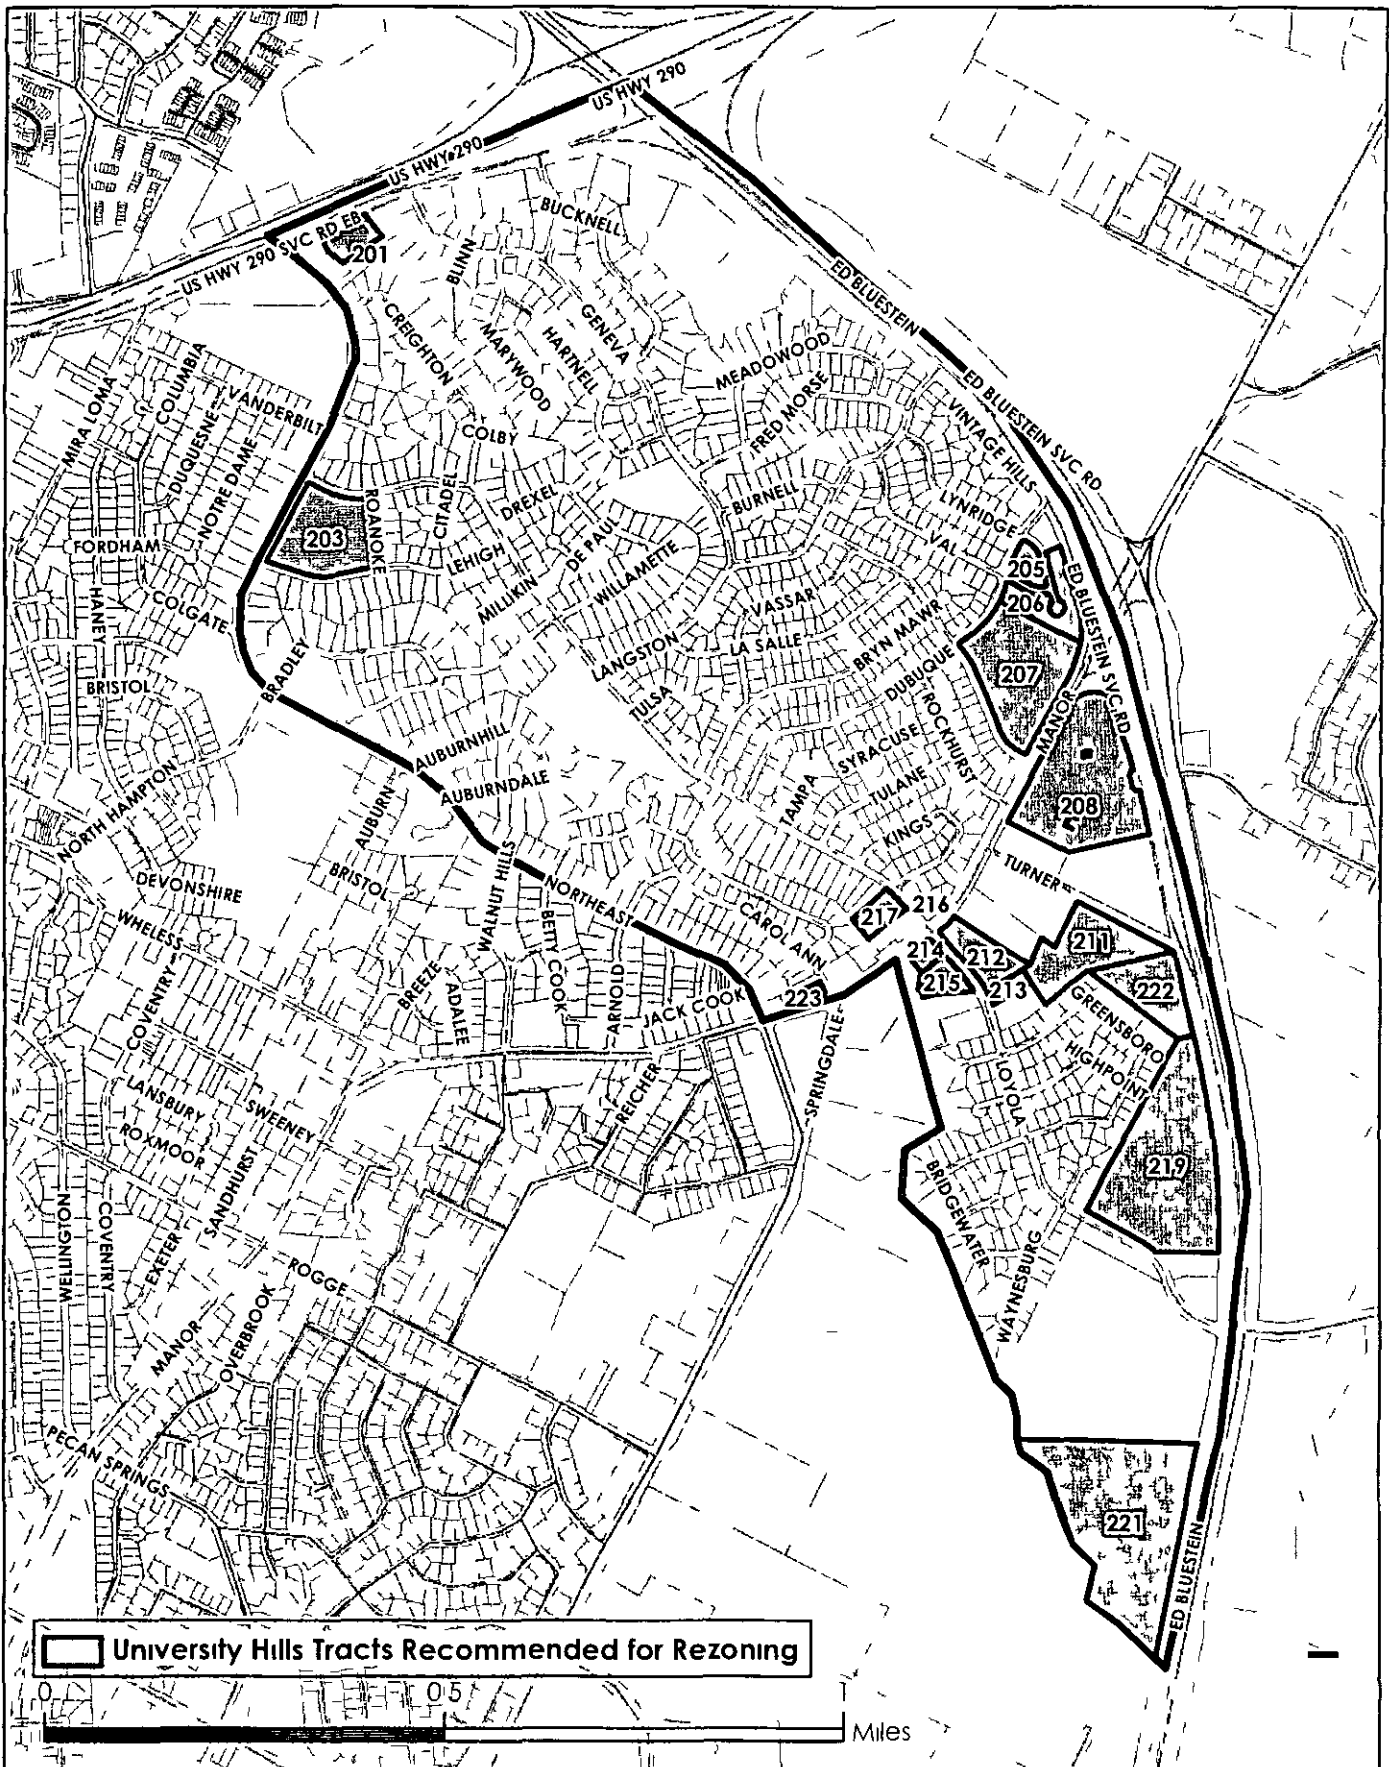 US HWY 290
US HWY 290
BUCKNELL
US HWY 290 SVC RD EB
201
BLINN
ED BLUESTEIN
CREIGHTON
MARYWOOD
HARTNELL
GENEVA
MEADOWOOD
FRED MORSE
ED BLUESTEIN SVC RD
VINTAGE HILLS
MIRA LOMA
COLUMBIA
DUQUESNE
VANDERBILT
NOTRE DAME
COLBY
CITADEL
DREXEL
BURNELL
LYNRIDGE
VAL
203
ROANOKE
FORDHAM
LEHIGH
DE PAUL
MILLIKIN
WILLAMETTE
205
206
ED BLUESTEIN SVC RD
HANEY
COLGATE
VASSAR
LA SALLE
BRYN MAWR
LANGSTON
DUBUQUE
207
BRADLEY
BRISTOL
TULSA
ROCKHURST
MANOR
AUBURNHILL
SYRACUSE
AUBURNDALE
TULANE
TAMPA
208
AUBURN
KINGS
NORTH HAMPTON
TURNER
DEVONSHIRE
BRISTOL
WALNUT HILLS
NORTHEAST
BETTY COOK
CAROL ANN
217
216
WHELESS
214
212
211
215
213
222
COVENTRY
BREEZE
ADALEE
ARNOLD
JACK COOK
223
GREENSBORO
SPRINGDALE
HIGHPOINT
LOYOLA
REICHER
LANSBURY
SWEENEY
ROXMOOR
SANDHURST
219
BRIDGEWATER
WELLINGTON
COVENTRY
EXETER
ROGGE
WAYNESBURG
OVERBROOK
MANOR
PECAN SPRINGS
221
ED BLUESTEIN
University Hills Tracts Recommended for Rezoning
0 0 5 1
Miles